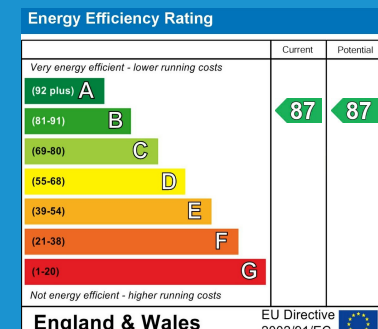 Energy Efficiency Rating
Current Potential
Very energy efficient - lower running costs
(92 plus) A
(81-91) B
87 87
(69-80) C
(55-68) D
(39-54) E
(21-38) F
(1-20) G
Not energy efficient - higher running costs
England & Wales
EU Directive
2002/91/EC